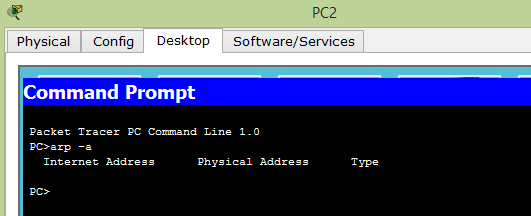 PC2
Physical Config Desktop Software/Services
Command Prompt
Packet Tracer PC Command Line 1.0
PC>arp -a
Internet Address Physical Address Type
PC>